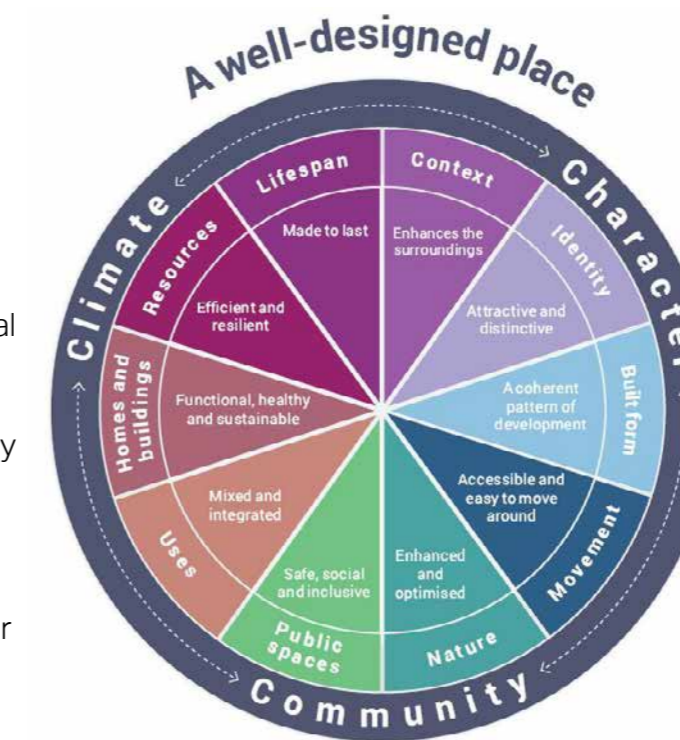 A well-designed place
Climate
Character
Community
Lifespan
Made to last
Context
Enhances the
surroundings
Identity
Attractive and
distinctive
Built form
A coherent
pattern of
development
Movement
Accessible and
easy to move
around
Nature
Enhanced
and
optimised
Public
spaces
Safe, social
and inclusive
Uses
Mixed and
integrated
Homes and
buildings
Functional, healthy
and sustainable
Resources
Efficient and
resilient
al
y
r